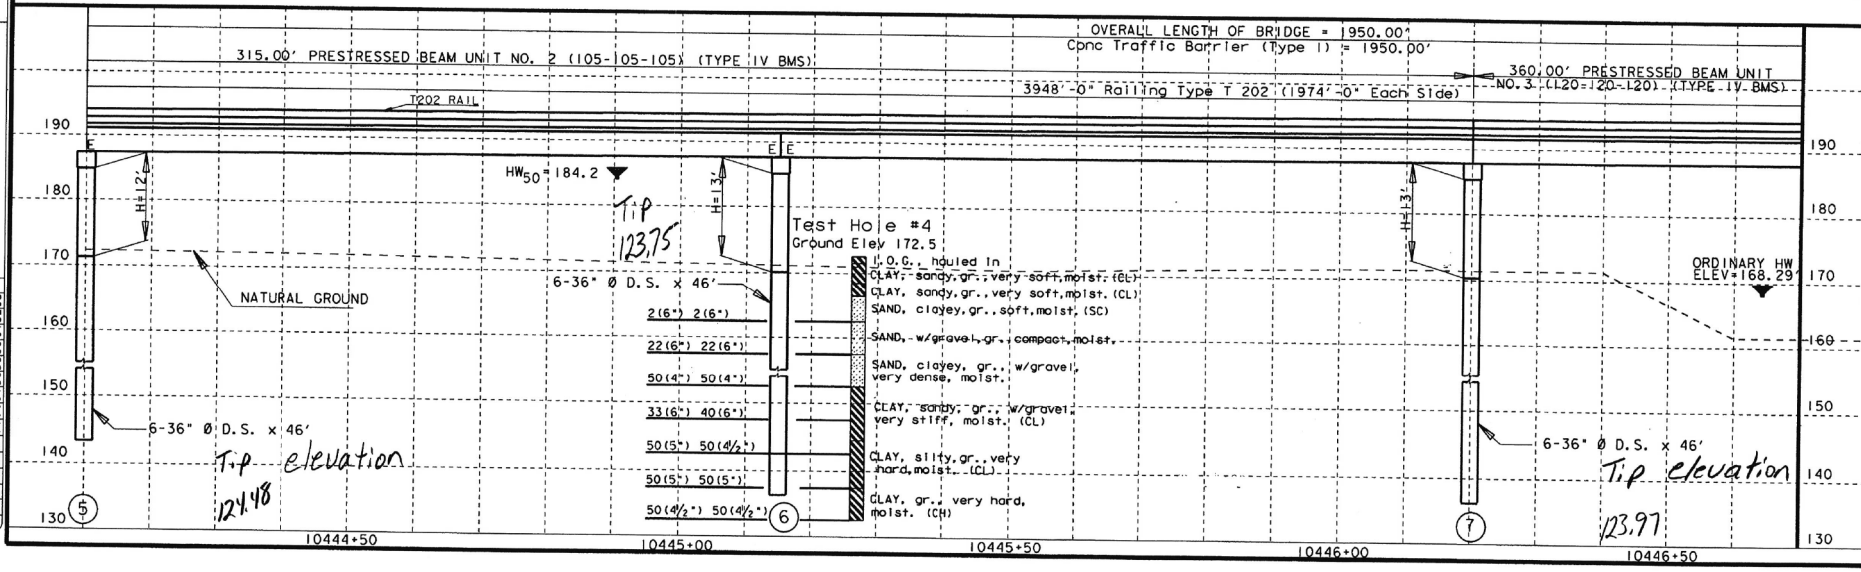 OVERALL LENGTH OF BRIDGE = 1950.00'
Conc Traffic Barrier (Type 1) = 1950.00'
315.00' PRESTRESSED BEAM UNIT NO. 2 (105-105-105) (TYPE IV BMS)
360.00' PRESTRESSED BEAM UNIT
NO.3 (120-120-120) (TYPE IV BMS)
3948'-0" Railing Type T 202 (1974'-0" Each Side)
T202 RAIL
190
190
E
E E
HW50=184.2
H=12'
H=13'
H=13'
180
180
Tip
123.75
Test Hole #4
Ground Elev 172.5
170
170
ORDINARY HW
ELEV=168.29'
NATURAL GROUND
6-36" Ø D.S. x 46'
T.O.G., hauled in
CLAY, sandy, gr., very soft, moist. (CL)
CLAY, sandy, gr., very soft, moist. (CL)
2(6") 2(6")
SAND, clayey, gr., soft, moist. (SC)
160
160
22(6") 22(6")
SAND, w/gravel, gr., compact, moist.
50(4") 50(4")
SAND, clayey, gr., w/gravel,
very dense, moist.
150
150
33(6") 40(6")
CLAY, sandy, gr., w/gravel,
very stiff, moist. (CL)
6-36" Ø D.S. x 46'
50(5") 50(4½")
CLAY, silty, gr., very
hard, moist. (CL)
6-36" Ø D.S. x 46'
140
140
Tip elevation
124.48
50(5") 50(5")
50(4½") 50(4½")
CLAY, gr., very hard,
moist. (CH)
Tip elevation
123.97
130
130
5
6
7
10444+50
10445+00
10445+50
10446+00
10446+50